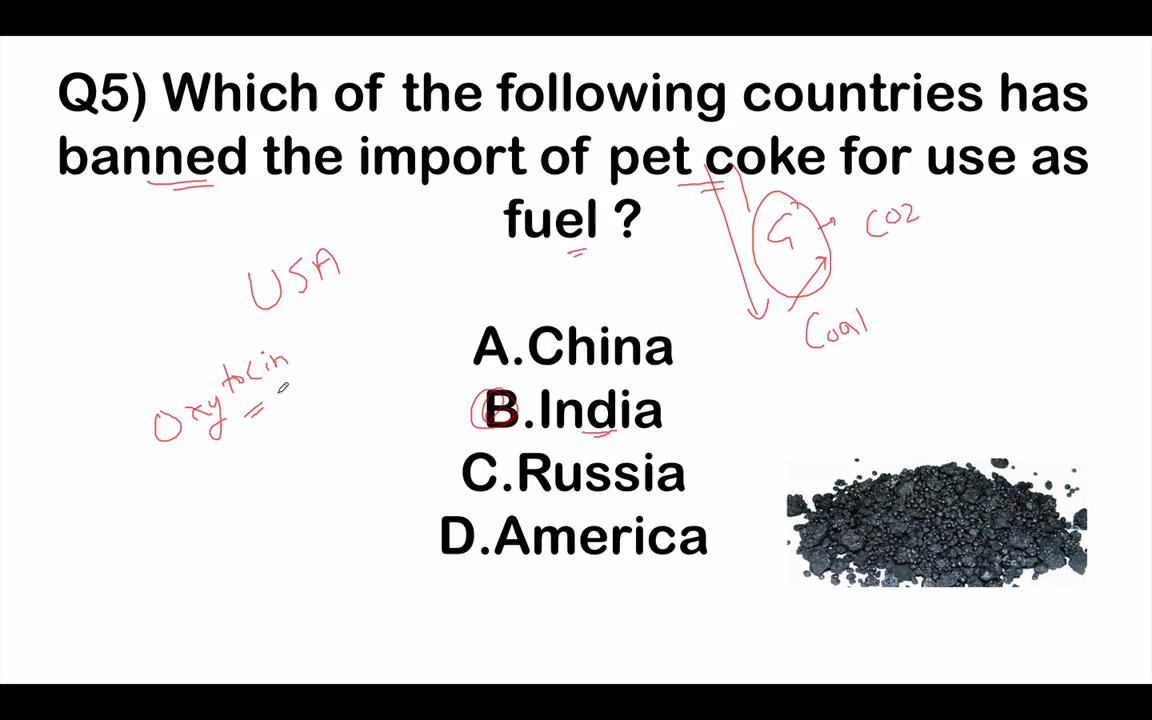 Q5) Which of the following countries has
banned the import of pet coke for use as
fuel ?
G
CO2
USA
Coal
Oxytocin
A.China
B.India
C.Russia
D.America